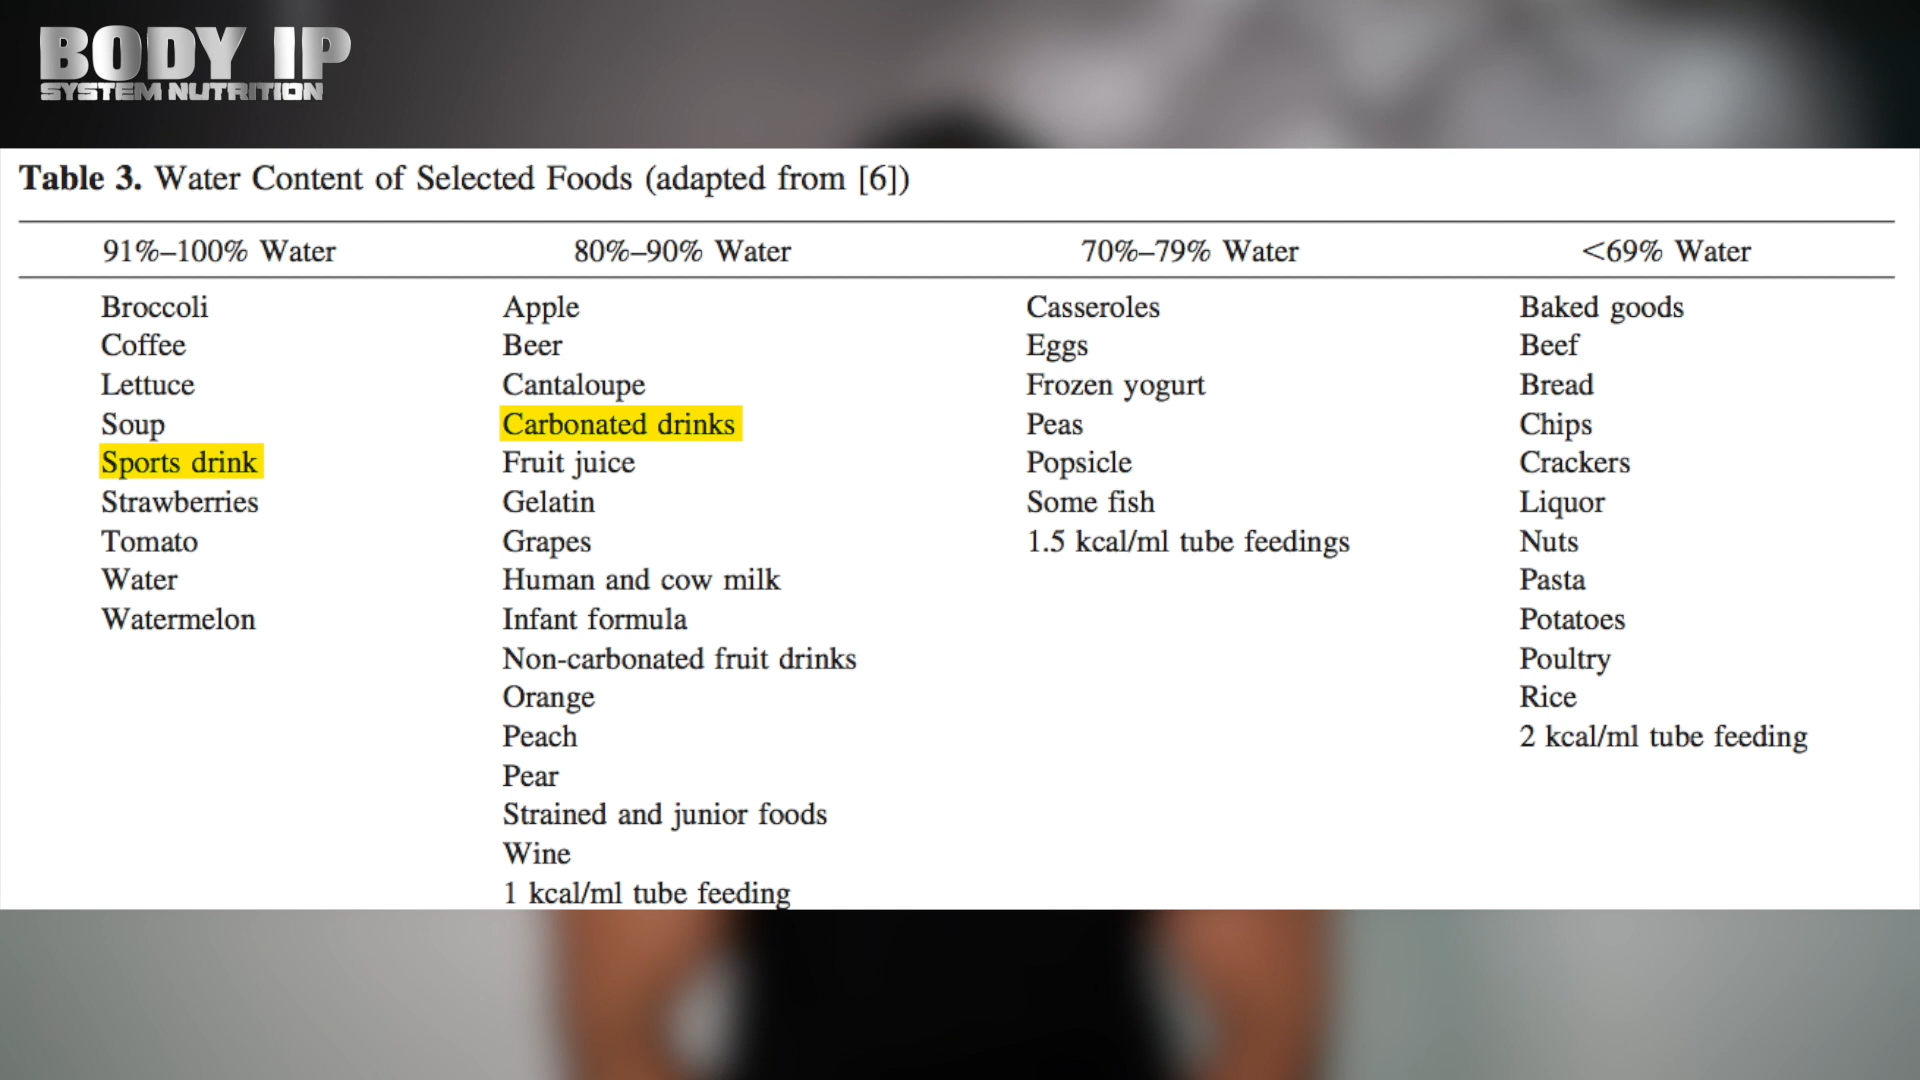 BODY IP
SYSTEM NUTRITION
Table 3. Water Content of Selected Foods (adapted from [6])
91%–100% Water 80%–90% Water 70%–79% Water <69% Water
Broccoli Apple Casseroles Baked goods
Coffee Beer Eggs Beef
Lettuce Cantaloupe Frozen yogurt Bread
Soup Carbonated drinks Peas Chips
Sports drink Fruit juice Popsicle Crackers
Strawberries Gelatin Some fish Liquor
Tomato Grapes 1.5 kcal/ml tube feedings Nuts
Water Human and cow milk Pasta
Watermelon Infant formula Potatoes
Non-carbonated fruit drinks Poultry
Orange Rice
Peach 2 kcal/ml tube feeding
Pear
Strained and junior foods
Wine
1 kcal/ml tube feeding